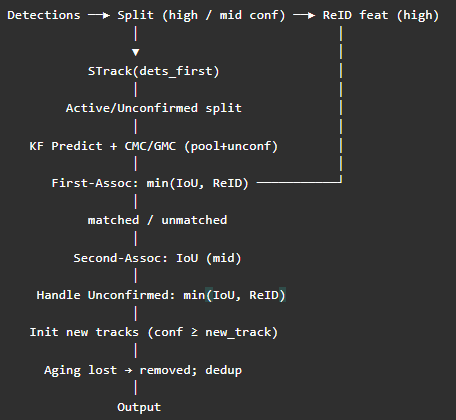 Detections ──► Split (high / mid conf) ──► ReID feat (high)
STrack(dets_first)
Active/Unconfirmed split
KF Predict + CMC/GMC (pool+unconf)
First-Assoc: min(IoU, ReID)
matched / unmatched
Second-Assoc: IoU (mid)
Handle Unconfirmed: min(IoU, ReID)
Init new tracks (conf ≥ new_track)
Aging lost → removed; dedup
Output